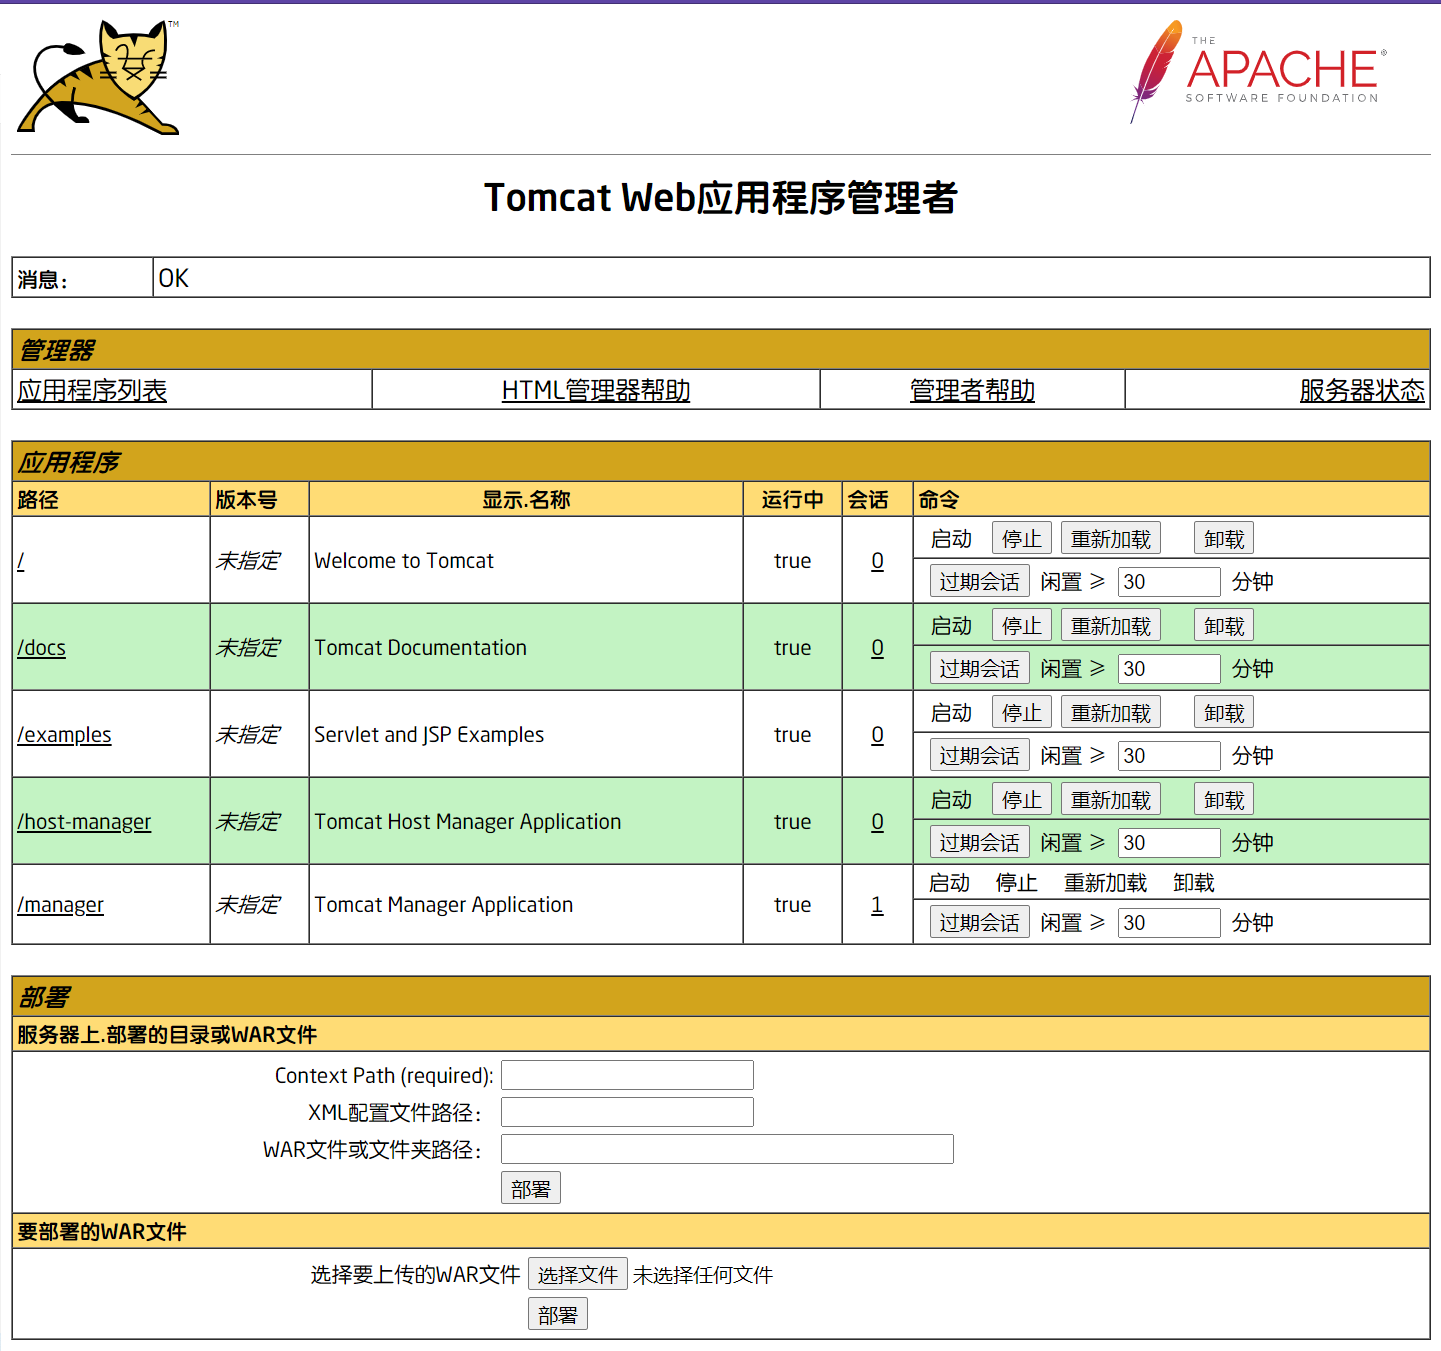 TM
THE
APACHE®
SOFTWARE FOUNDATION
Tomcat Web应用程序管理者
消息： OK
管理器
应用程序列表 HTML管理器帮助 管理者帮助 服务器状态
应用程序
路径 版本号 显示.名称 运行中 会话 命令
/ 未指定 Welcome to Tomcat true 0 启动 停止 重新加载 卸载
过期会话 闲置 ≥ 30 分钟
/docs 未指定 Tomcat Documentation true 0 启动 停止 重新加载 卸载
过期会话 闲置 ≥ 30 分钟
/examples 未指定 Servlet and JSP Examples true 0 启动 停止 重新加载 卸载
过期会话 闲置 ≥ 30 分钟
/host-manager 未指定 Tomcat Host Manager Application true 0 启动 停止 重新加载 卸载
过期会话 闲置 ≥ 30 分钟
/manager 未指定 Tomcat Manager Application true 1 启动 停止 重新加载 卸载
过期会话 闲置 ≥ 30 分钟
部署
服务器上.部署的目录或WAR文件
Context Path (required):
XML配置文件路径：
WAR文件或文件夹路径：
部署
要部署的WAR文件
选择要上传的WAR文件 选择文件 未选择任何文件
部署